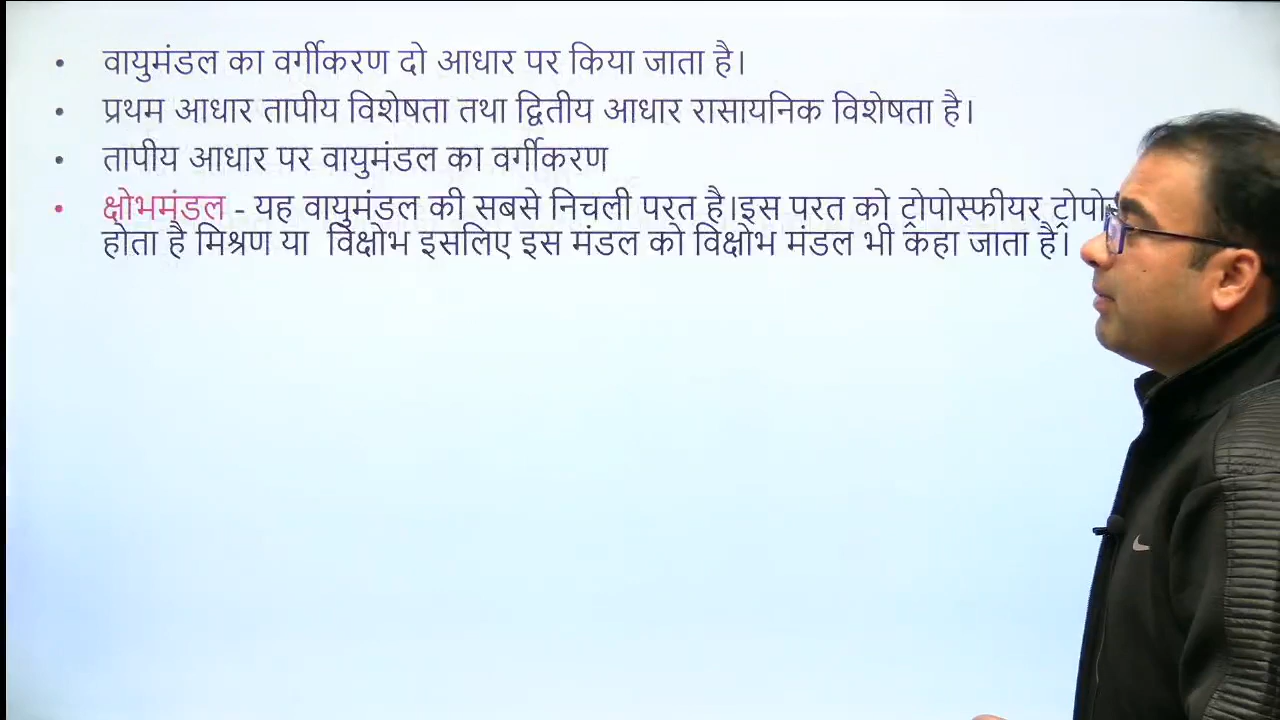 • वायुमंडल का वर्गीकरण दो आधार पर किया जाता है।
• प्रथम आधार तापीय विशेषता तथा द्वितीय आधार रासायनिक विशेषता है।
• तापीय आधार पर वायुमंडल का वर्गीकरण
• क्षोभमंडल - यह वायुमंडल की सबसे निचली परत है।इस परत को ट्रोपोस्फीयर
होता है मिश्रण या विक्षोभ इसलिए इस मंडल को विक्षोभ मंडल भी कहा जाता है।